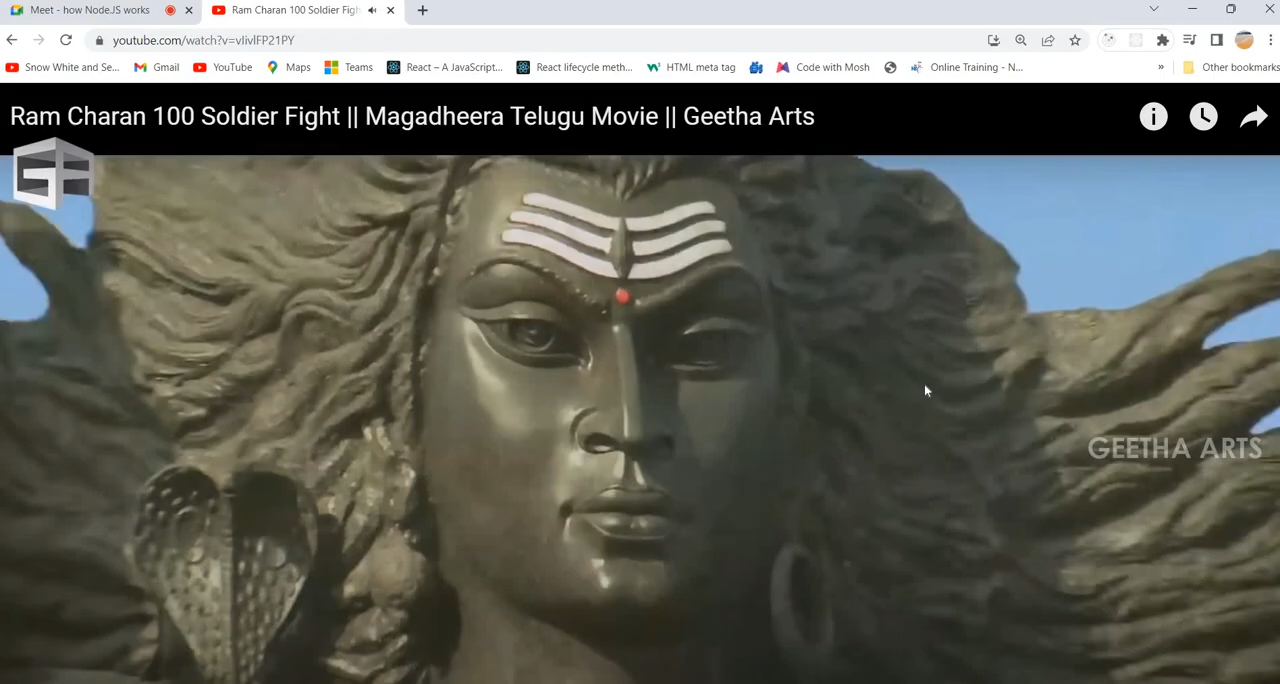 Meet - how Node.JS works
Ram Charan 100 Soldier Figh
youtube.com/watch?v=vIivlFP21PY
Snow White and Se...
Gmail
YouTube
Maps
Teams
React – A JavaScript...
React lifecycle meth...
HTML meta tag
Code with Mosh
Online Training - N...
»
Other bookmarks
Ram Charan 100 Soldier Fight || Magadheera Telugu Movie || Geetha Arts
GEETHA ARTS